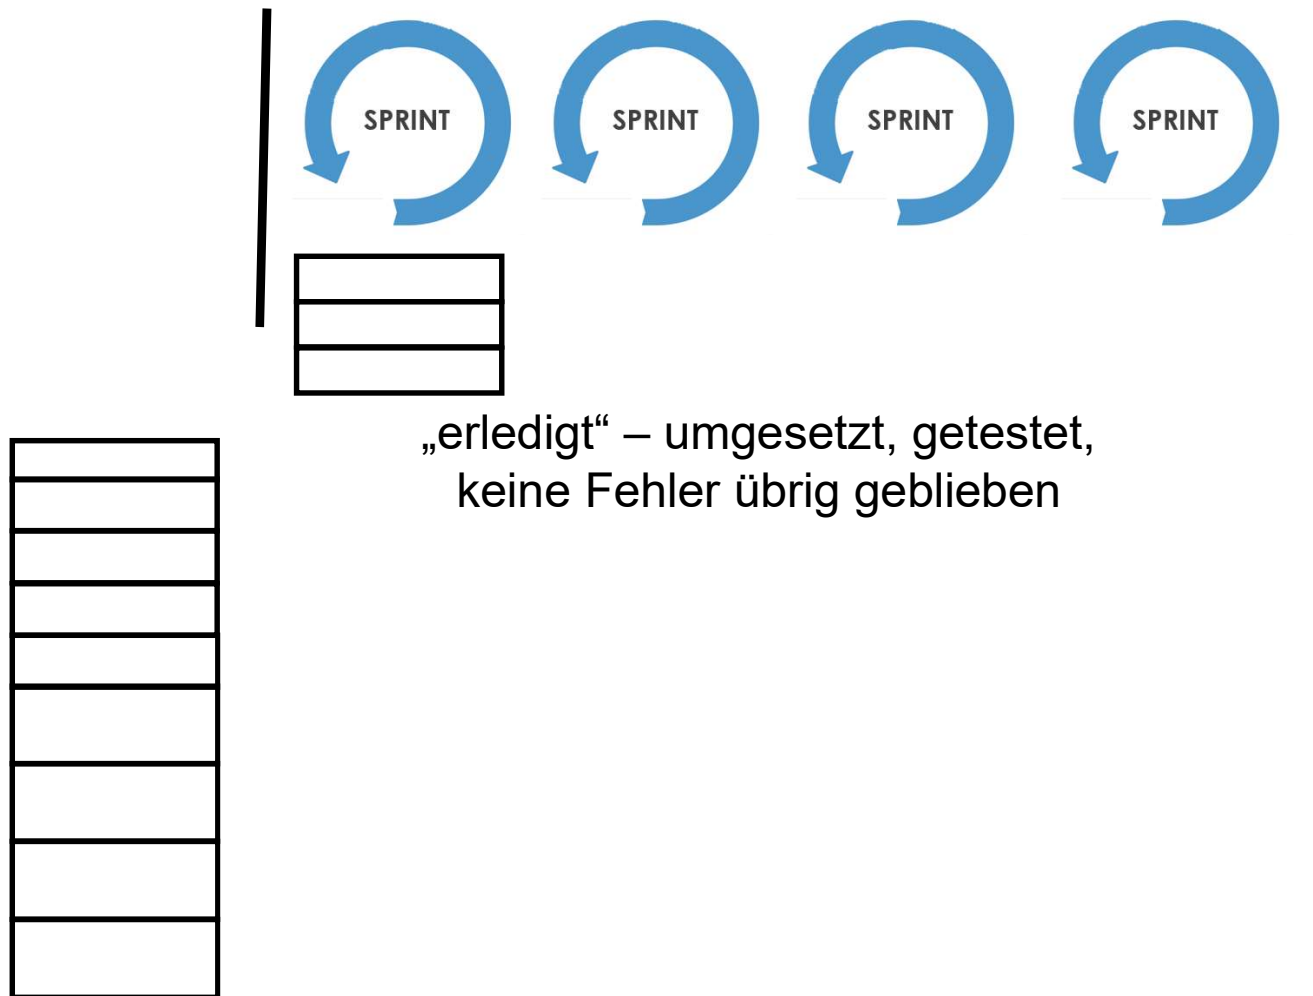 SPRINT
SPRINT
SPRINT
SPRINT
„erledigt“ – umgesetzt, getestet,
keine Fehler übrig geblieben